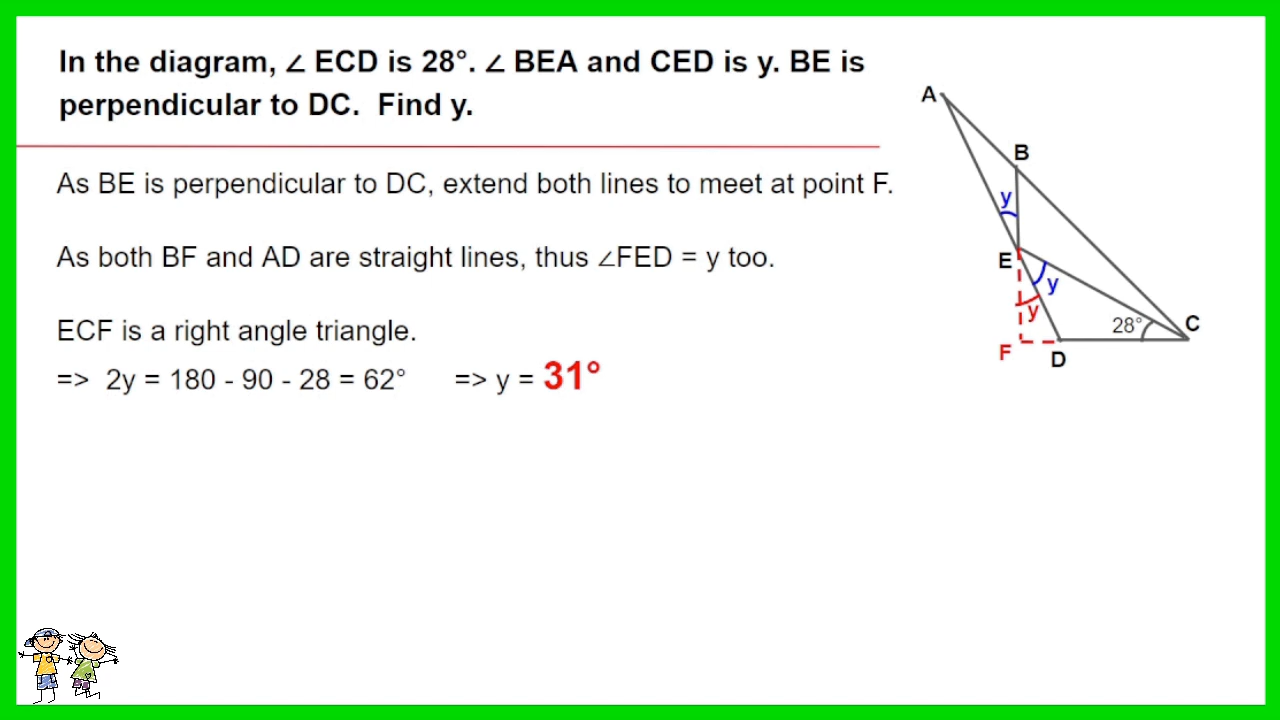 In the diagram, ∠ ECD is 28°. ∠ BEA and CED is y. BE is
perpendicular to DC.  Find y.
As BE is perpendicular to DC, extend both lines to meet at point F.
As both BF and AD are straight lines, thus ∠FED = y too.
ECF is a right angle triangle.
=> 2y = 180 - 90 - 28 = 62° => y = 31°
A
B
y
E
y
y
28°
C
F
D